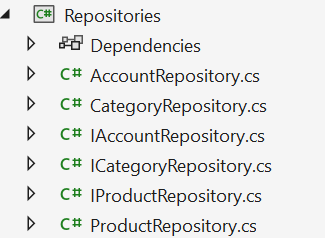 Repositories
Dependencies
C# AccountRepository.cs
C# CategoryRepository.cs
C# IAccountRepository.cs
C# ICategoryRepository.cs
C# IProductRepository.cs
C# ProductRepository.cs